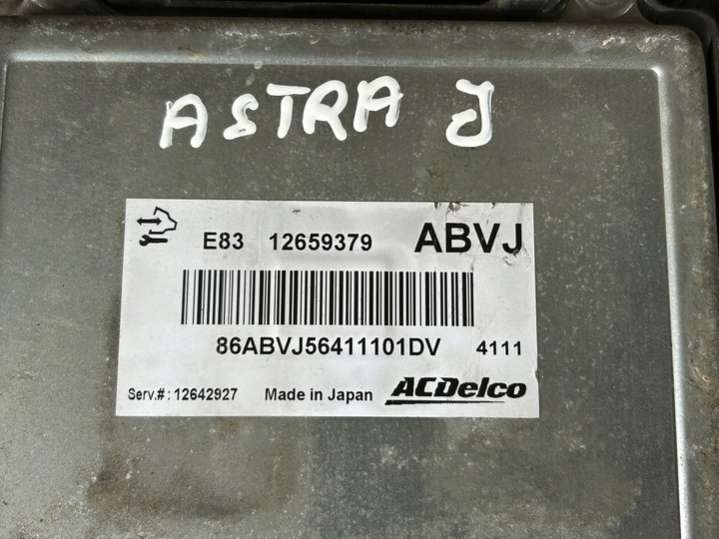 ASTRA J
E83 12659379 ABVJ
86ABVJ56411101DV 4111
Serv.#: 12642927 Made in Japan ACDelco